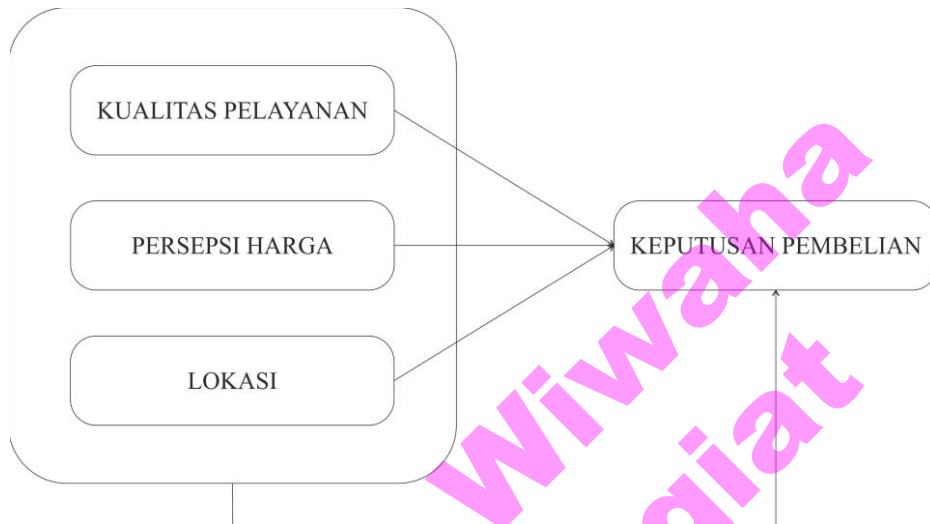 KUALITAS PELAYANAN
PERSEPSI HARGA
KEPUTUSAN PEMBELIAN
LOKASI
Wiwaha